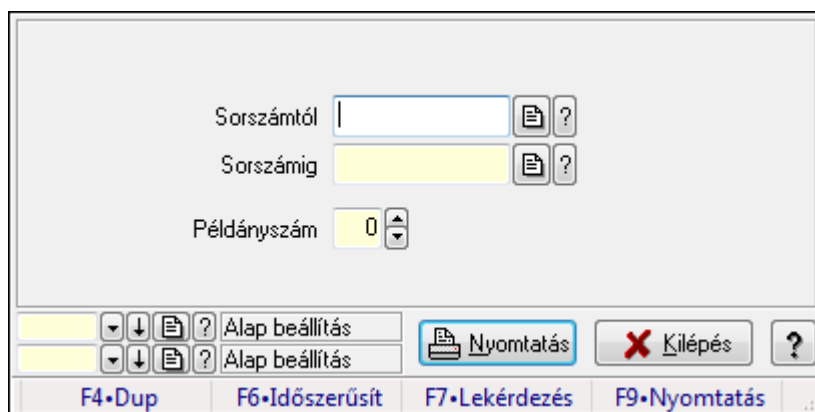 Sorszámtól ?
Sorszámig ?
Példányszám 0
? Alap beállítás
? Alap beállítás
Nyomtatás Kilépés ?
F4•Dup F6•Időszerűsít F7•Lekérdezés F9•Nyomtatás